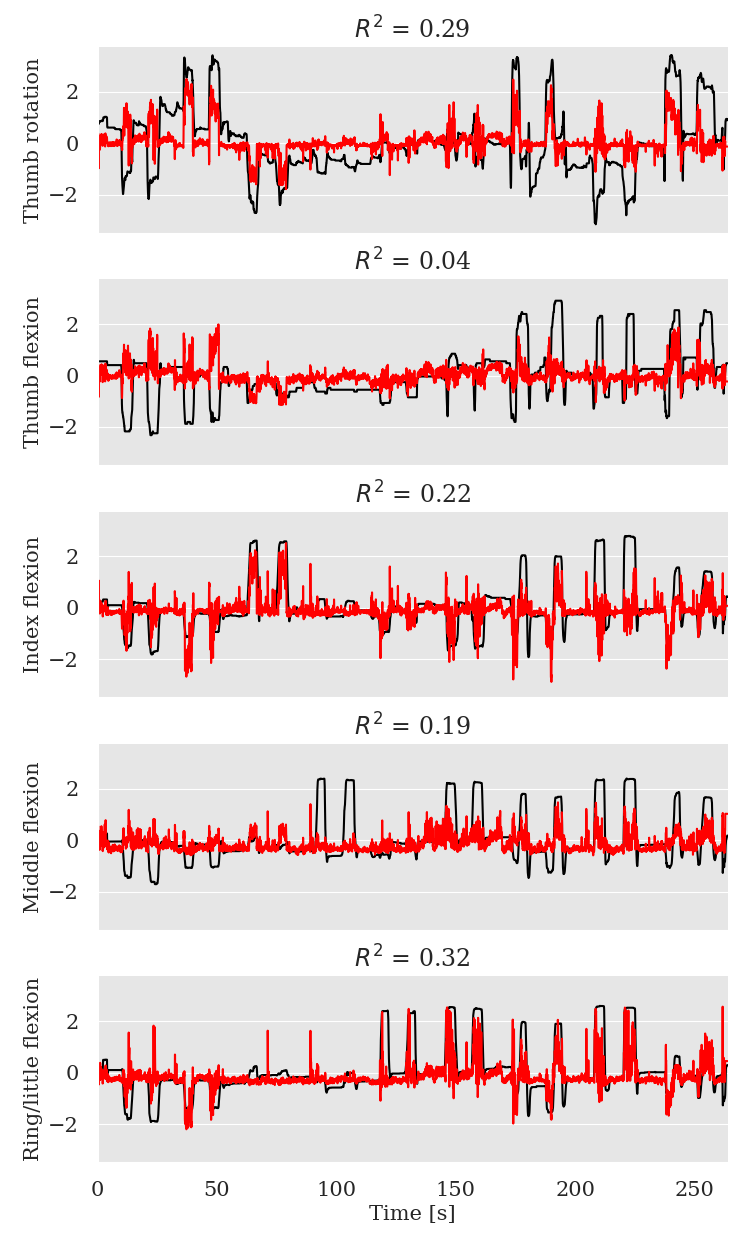 R² = 0.29
Thumb rotation
2
0
−2
R² = 0.04
Thumb flexion
2
0
−2
R² = 0.22
Index flexion
2
0
−2
R² = 0.19
Middle flexion
2
0
−2
R² = 0.32
Ring/little flexion
2
0
−2
0 50 100 150 200 250
Time [s]